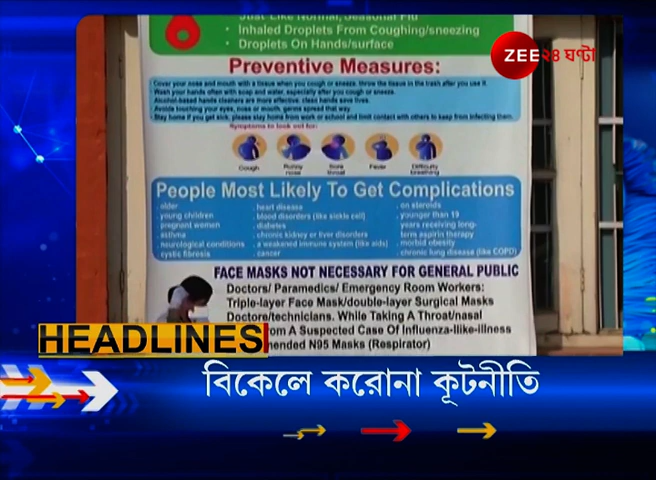 Just Like Normal, Seasonal Flu
• Inhaled Droplets From Coughing/sneezing
• Droplets On Hands/surface
ZEE ২৪ ঘণ্টা
Preventive Measures:
Cover your nose and mouth with a tissue when you cough or sneeze. throw the tissue in the trash after you use it.
Wash your hands often with soap and water, especially after you cough or sneeze.
Alcohol-based hands cleaners are more effective. clean hands save lives.
Avoide touching your eyes, nose or mouth, germs spread that way.
Stay home if you get sick. please stay home from work or school and limit contact with others to keep from infecting them.
Symptoms to look out for:
Cough Runny nose Sore throat Fever Difficulty breathing
People Most Likely To Get Complications
. older . heart disease . on steroids
. young children . blood disorders (like sickle cell) . younger than 19
. pregnant women . diabetes years receiving long-
. asthma . chronic kidney or liver disorders term aspirin therapy
. neurological conditions . a weakened immune system (like aids) . morbid obesity
. cystic fibrosis . cancer . chronic lung disease (like COPD)
FACE MASKS NOT NECESSARY FOR GENERAL PUBLIC
Doctors/ Paramedics/ Emergency Room Workers:
Triple-layer Face Mask/double-layer Surgical Masks
Doctore/technicians. While Taking A Throat/nasal
om A Suspected Case Of Influenza-like-illness
mended N95 Masks (Respirator)
HEADLINES
বিকেলে করোনা কূটনীতি